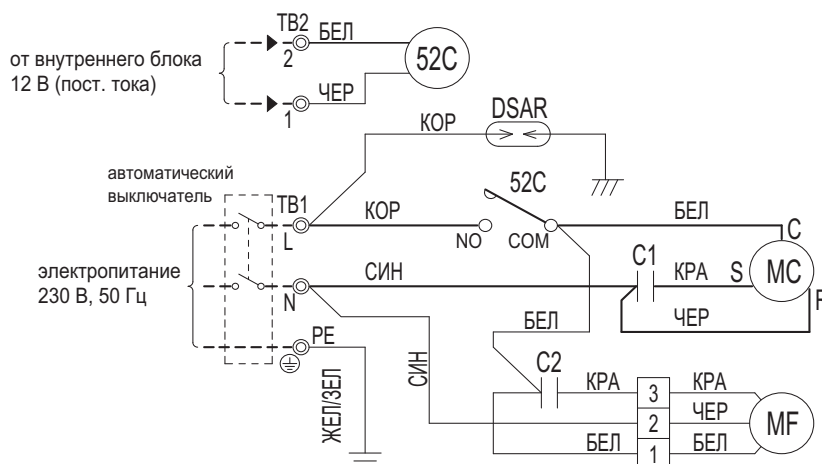 TB2
БЕЛ
2
52C
от внутреннего блока
12 В (пост. тока)
ЧЕР
1
КОР
DSAR
автоматический
выключатель
TB1
L
КОР
52C
NO
COM
БЕЛ
C
электропитание
230 В, 50 Гц
N
СИН
C1
КРА
S
MC
R
ЧЕР
PE
ЖЕЛ/ЗЕЛ
СИН
БЕЛ
C2
КРА
3
КРА
2
ЧЕР
MF
БЕЛ
1
БЕЛ